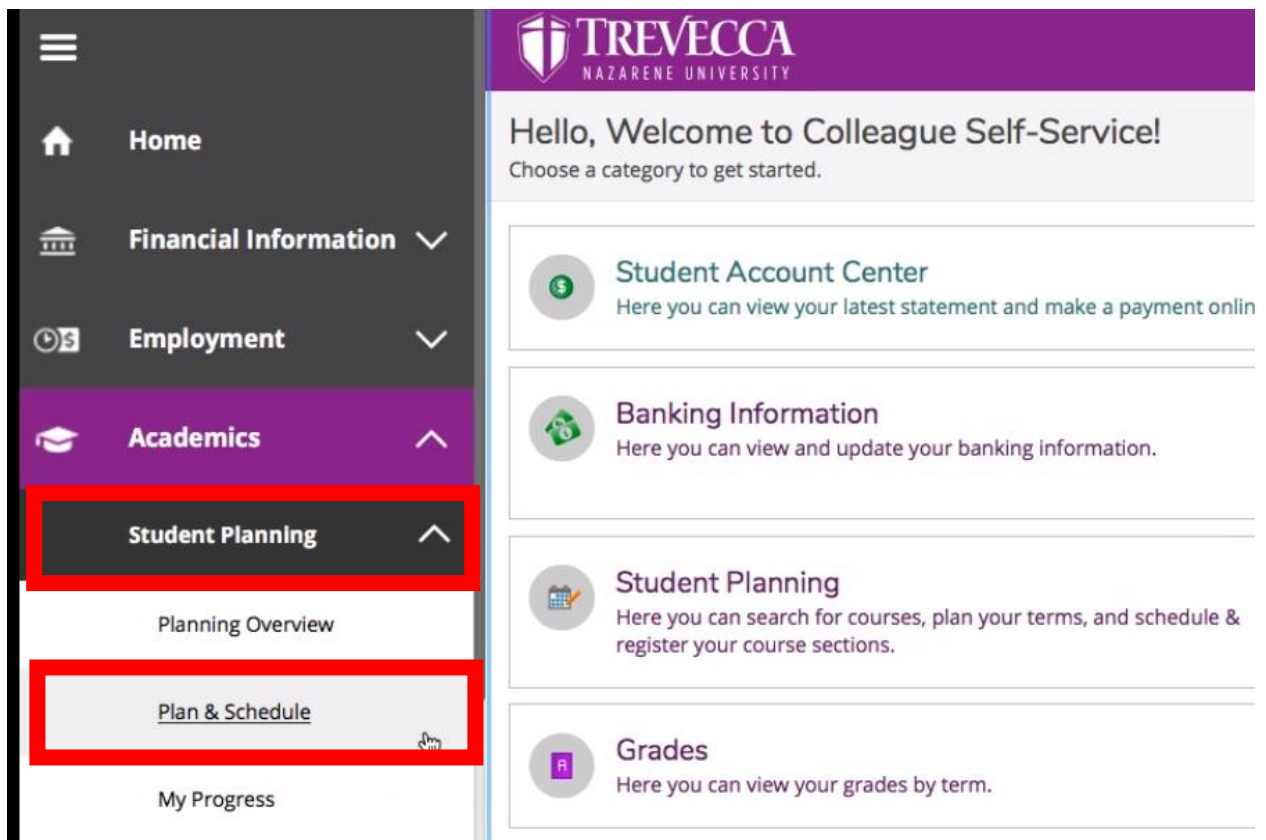 Home
Financial Information
Employment
Academics
Student Planning
Planning Overview
Plan & Schedule
My Progress
TREVECCA
NAZARENE UNIVERSITY
Hello, Welcome to Colleague Self-Service!
Choose a category to get started.
Student Account Center
Here you can view your latest statement and make a payment onlin
Banking Information
Here you can view and update your banking information.
Student Planning
Here you can search for courses, plan your terms, and schedule &
register your course sections.
Grades
Here you can view your grades by term.